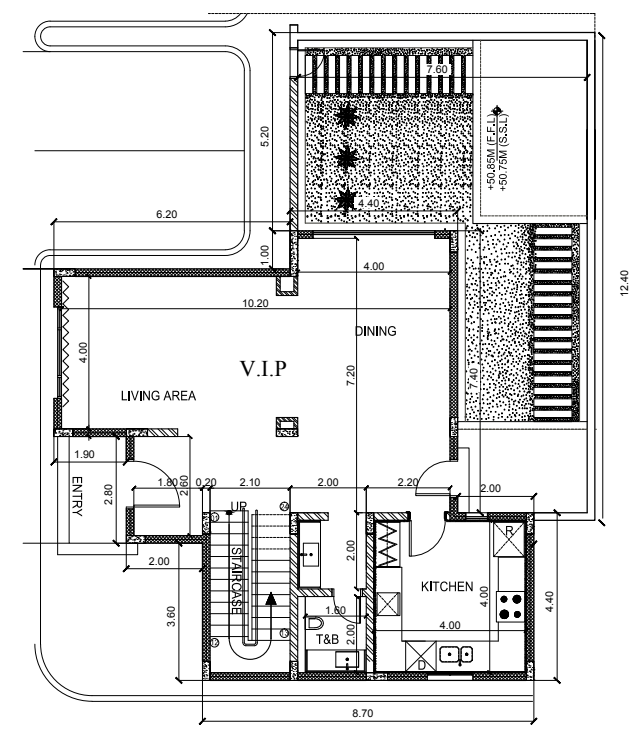 7.60
+50.85M (F.F.L)
+50.75M (S.S.L)
5.20
4.40
6.20
1.00
4.00
12.40
10.20
DINING
4.00
V.I.P
7.20
7.40
LIVING AREA
1.90
ENTRY
2.80
1.80
0.20
2.10
2.00
2.20
2.60
2.00
UP
24
STAIRCASE
2.00
R
KITCHEN
2.00
3.60
1.60
4.00
4.40
4.00
T&B
2.00
D
8.70